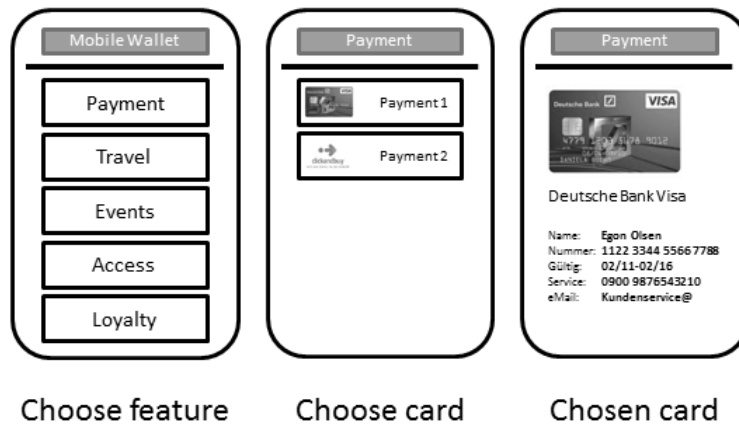 Mobile Wallet
Payment
Travel
Events
Access
Loyalty
Choose feature
Payment
VISA
Payment 1
clickandbuy
Payment 2
Choose card
Payment
Deutsche Bank
VISA
Deutsche Bank Visa
Name: Egon Olsen
Nummer: 1122 3344 5566 7788
Gültig: 02/11-02/16
Service: 0900 9876543210
eMail: Kundenservice@
Chosen card